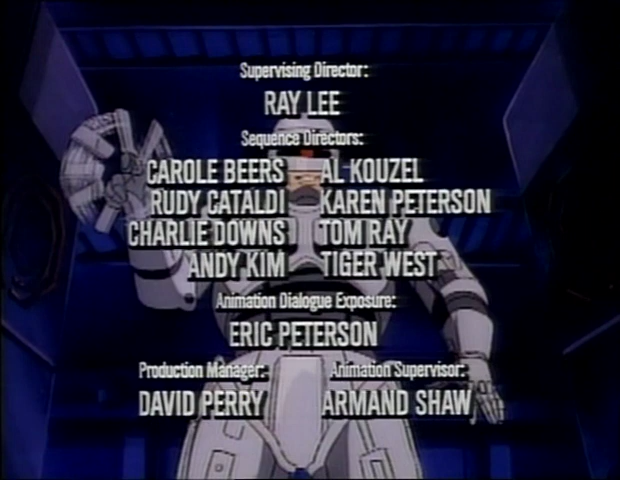 Supervising Director:
RAY LEE
Sequence Directors:
CAROLE BEERS AL KOUZEL
RUDY CATALDI KAREN PETERSON
CHARLIE DOWNS TOM RAY
ANDY KIM TIGER WEST
Animation Dialogue Exposure:
ERIC PETERSON
Production Manager: Animation Supervisor:
DAVID PERRY ARMAND SHAW